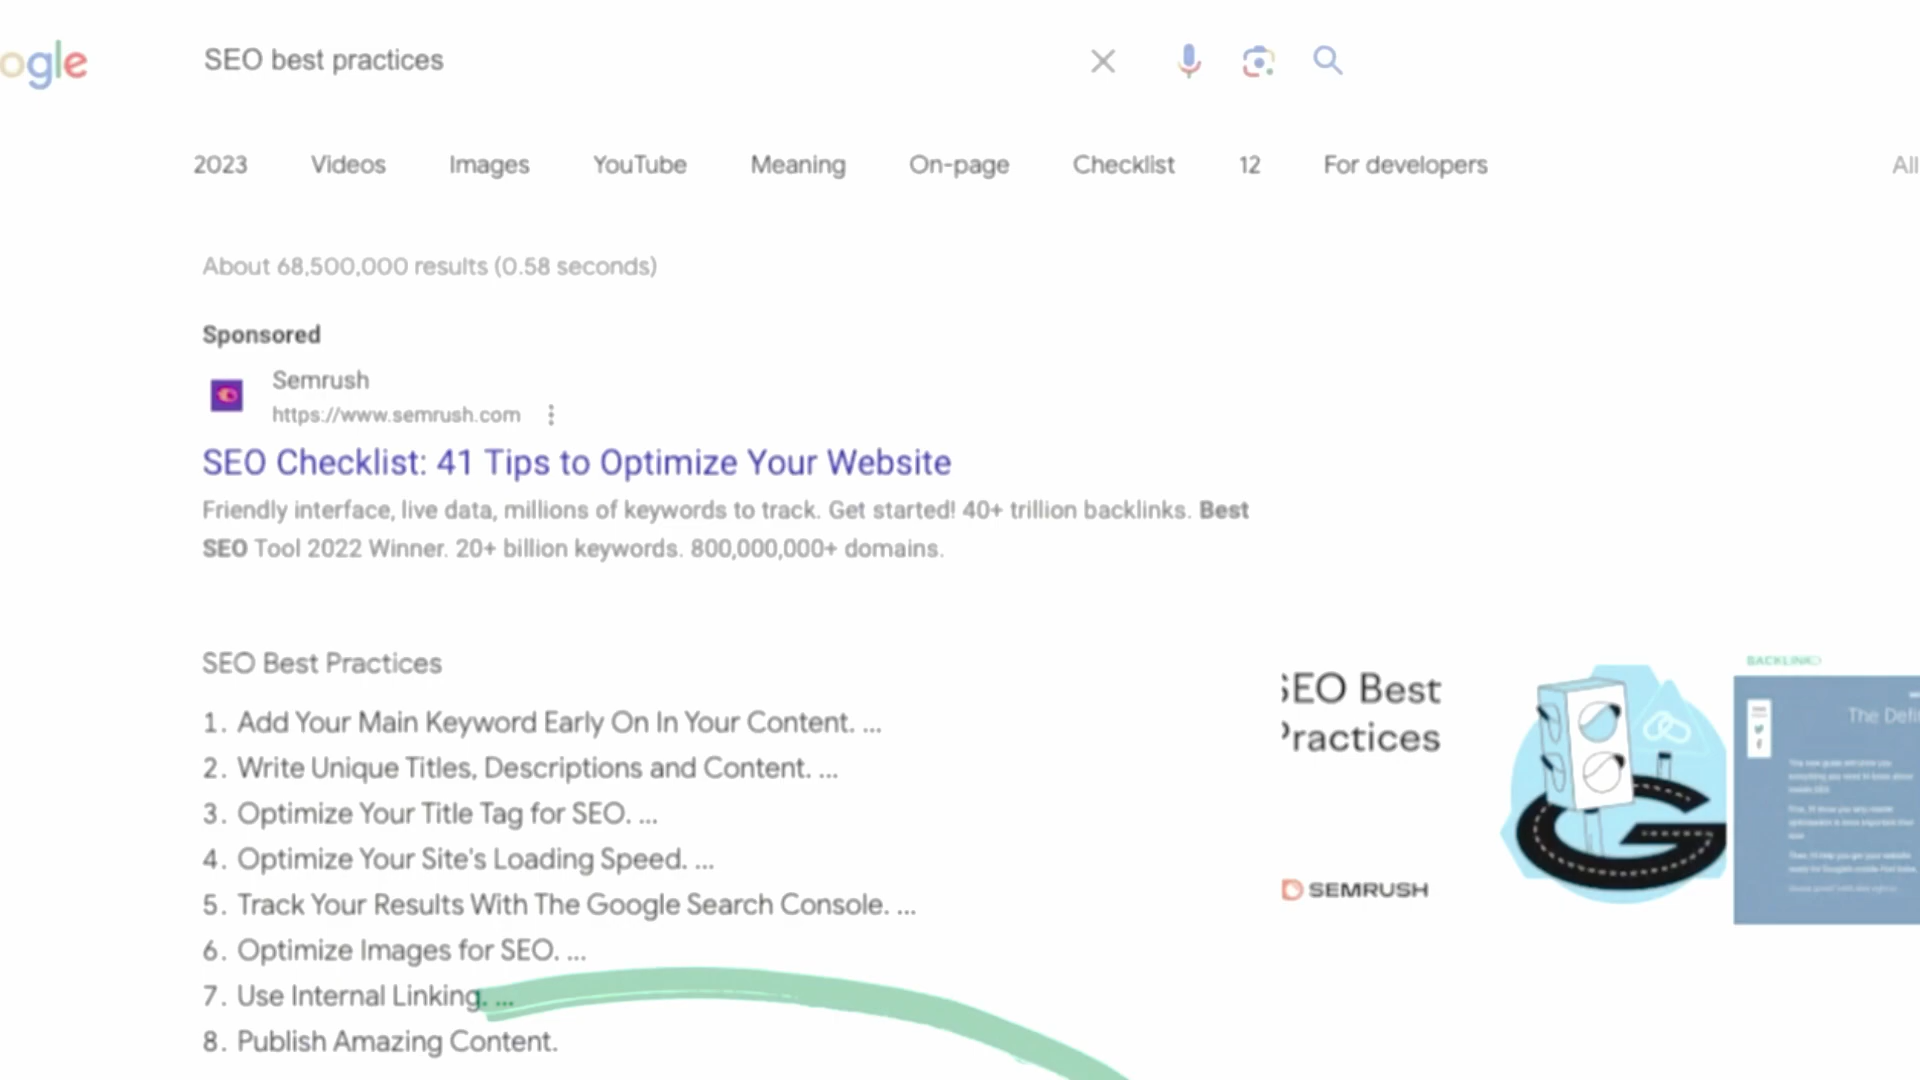 ogle
SEO best practices
2023 Videos Images YouTube Meaning On-page Checklist 12 For developers All
About 68,500,000 results (0.58 seconds)
Sponsored
Semrush
https://www.semrush.com
SEO Checklist: 41 Tips to Optimize Your Website
Friendly interface, live data, millions of keywords to track. Get started! 40+ trillion backlinks. Best
SEO Tool 2022 Winner. 20+ billion keywords. 800,000,000+ domains.
SEO Best Practices
1. Add Your Main Keyword Early On In Your Content. ...
2. Write Unique Titles, Descriptions and Content. ...
3. Optimize Your Title Tag for SEO. ...
4. Optimize Your Site's Loading Speed. ...
5. Track Your Results With The Google Search Console. ...
6. Optimize Images for SEO. ...
7. Use Internal Linking. ...
8. Publish Amazing Content.
SEO Best
Practices
SEMRUSH
BACKLINKO
The Defi